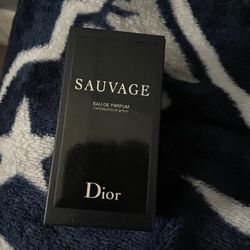 SAUVAGE
EAU DE PARFUM
VAPORISATEUR SPRAY
Dior